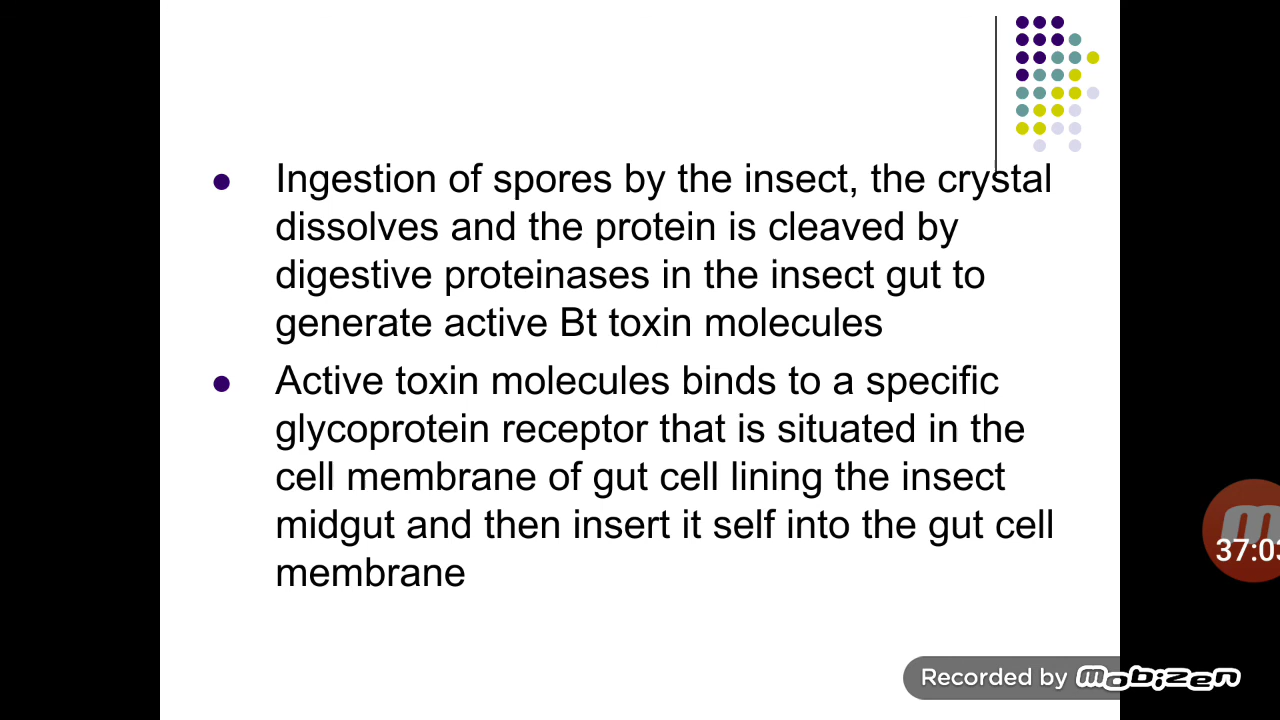 Ingestion of spores by the insect, the crystal
dissolves and the protein is cleaved by
digestive proteinases in the insect gut to
generate active Bt toxin molecules
Active toxin molecules binds to a specific
glycoprotein receptor that is situated in the
cell membrane of gut cell lining the insect
midgut and then insert it self into the gut cell
membrane
37:03
Recorded by mobizen